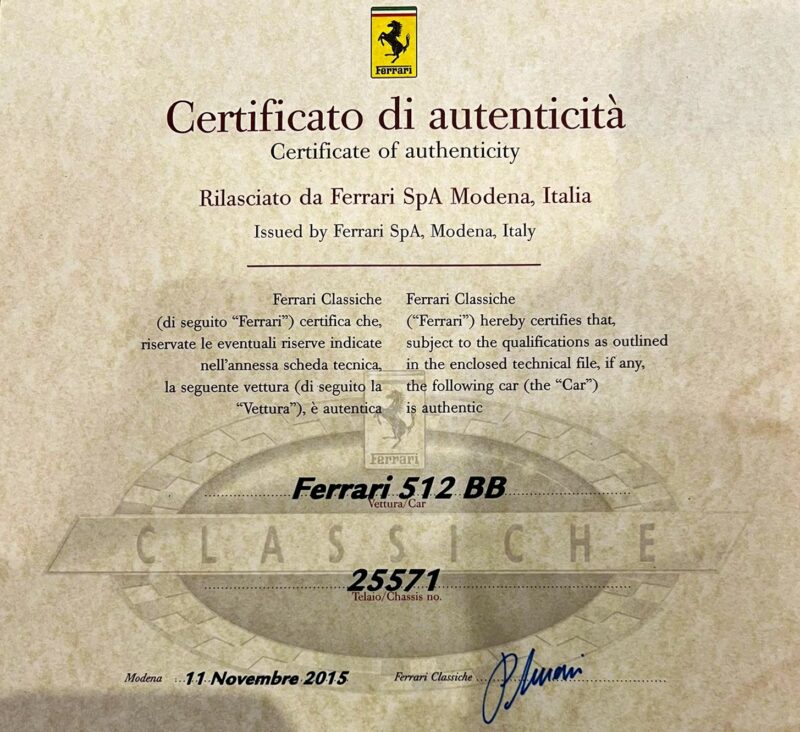 Ferrari
Certificato di autenticità
Certificate of authenticity
Rilasciato da Ferrari SpA Modena, Italia
Issued by Ferrari SpA, Modena, Italy
Ferrari Classiche
(di seguito “Ferrari”) certifica che,
riservate le eventuali riserve indicate
nell’annessa scheda tecnica,
la seguente vettura (di seguito la
“Vettura”), è autentica
Ferrari Classiche
(“Ferrari”) hereby certifies that,
subject to the qualifications as outlined
in the enclosed technical file, if any,
the following car (the “Car”)
is authentic
Ferrari
Ferrari 512 BB
Vettura/Car
CLASSICHE
25571
Telaio/Chassis no.
Modena 11 Novembre 2015 Ferrari Classiche